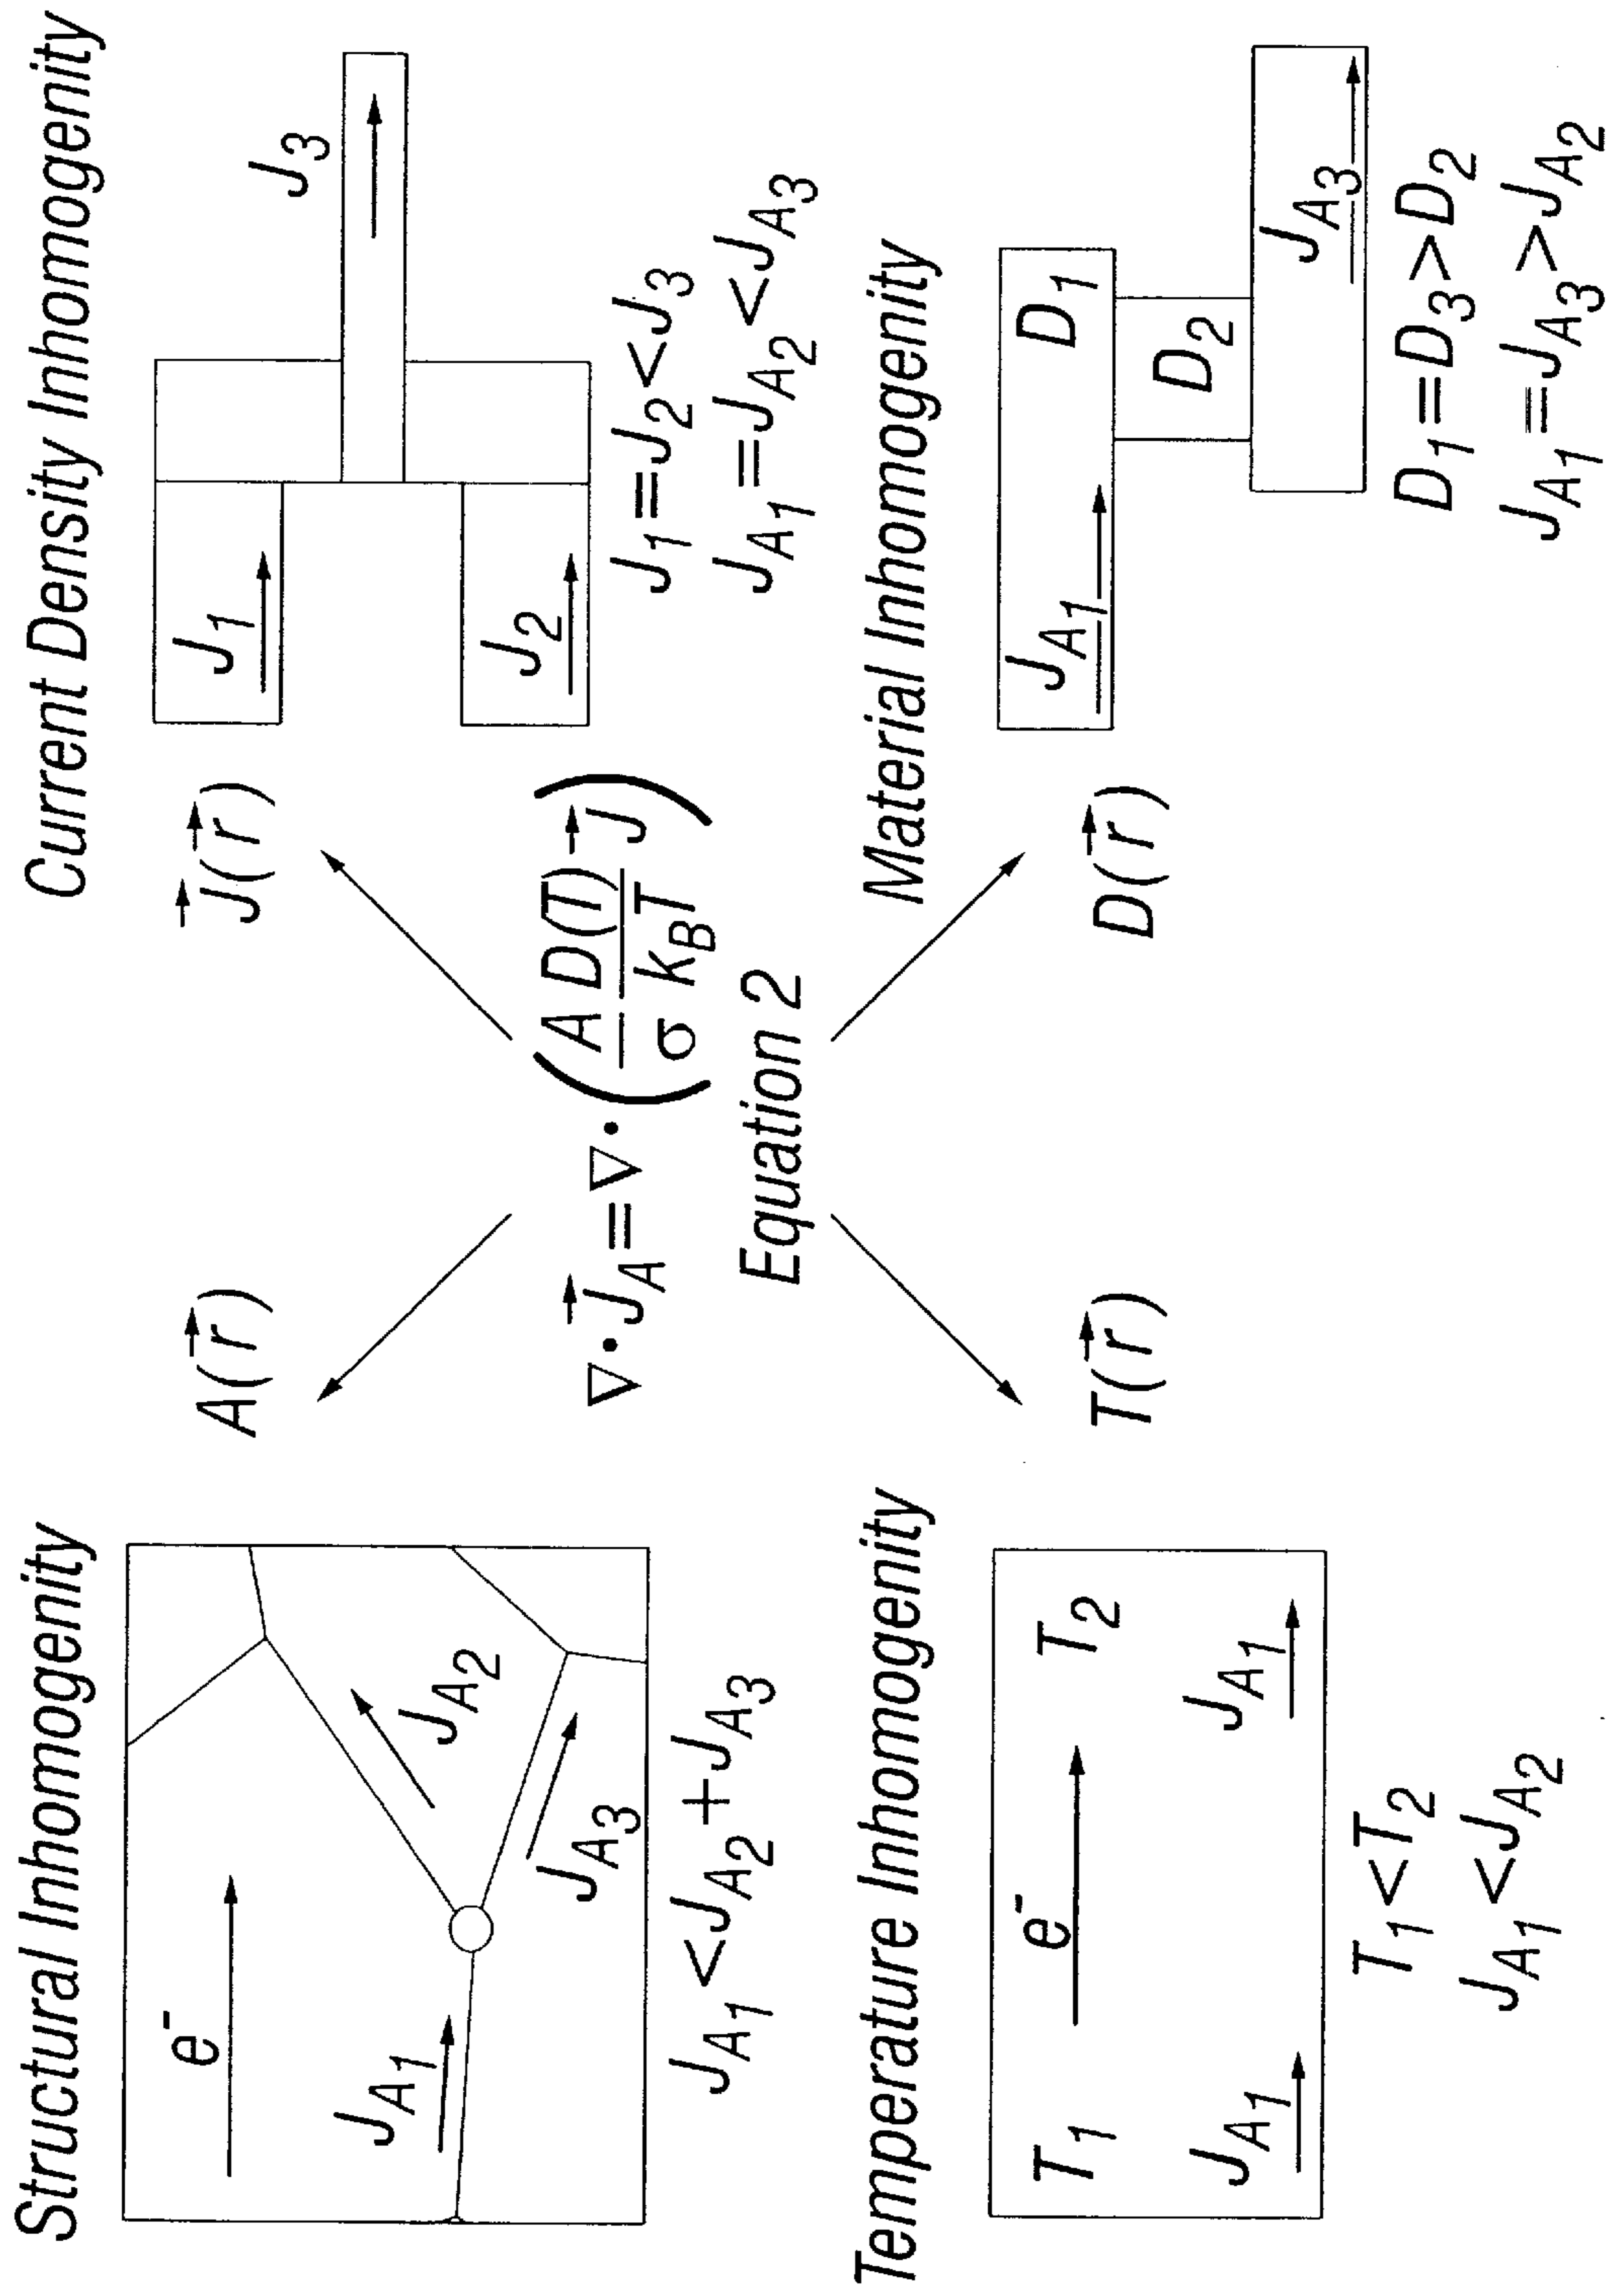 Structural Inhomogenity
e⁻
J_A1
J_A2
J_A3
J_A1 < J_A2 + J_A3
A(r⃗)
Current Density Inhomogenity
J⃗(r⃗)
J_1
J_2
J_3
J_1 = J_2 < J_3
J_A1 = J_A2 < J_A3
∇·J⃗_A = ∇·(A/σ D(T)/k_BT J⃗)
Equation 2
Temperature Inhomogenity
T_1
e⁻
T_2
J_A1
J_A1
T_1 < T_2
J_A1 < J_A2
T(r⃗)
Material Inhomogenity
D(r⃗)
J_A1
D_1
D_2
J_A3
D_1 = D_3 > D_2
J_A1 = J_A3 > J_A2